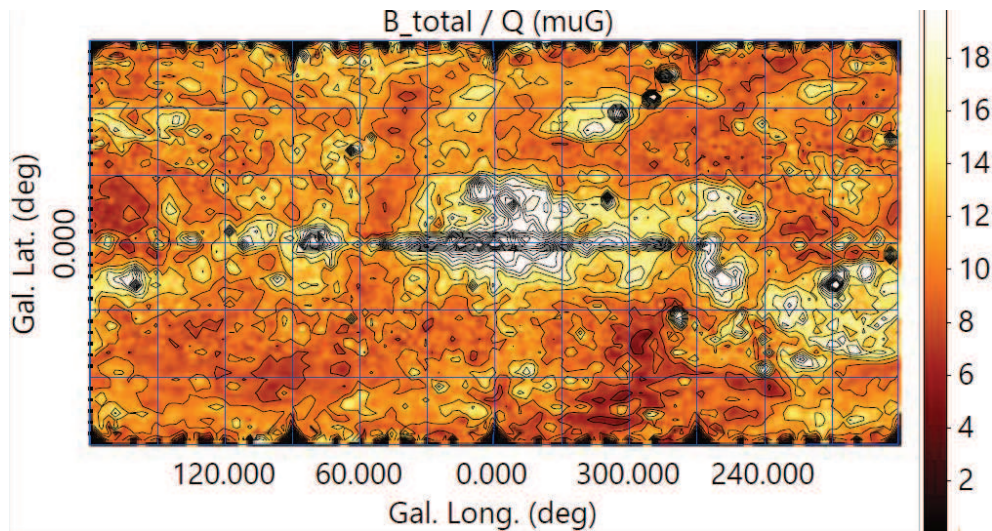 B_total / Q (muG)
Gal. Lat. (deg)
0.000
120.000 60.000 0.000 300.000 240.000
Gal. Long. (deg)
18
16
14
12
10
8
6
4
2